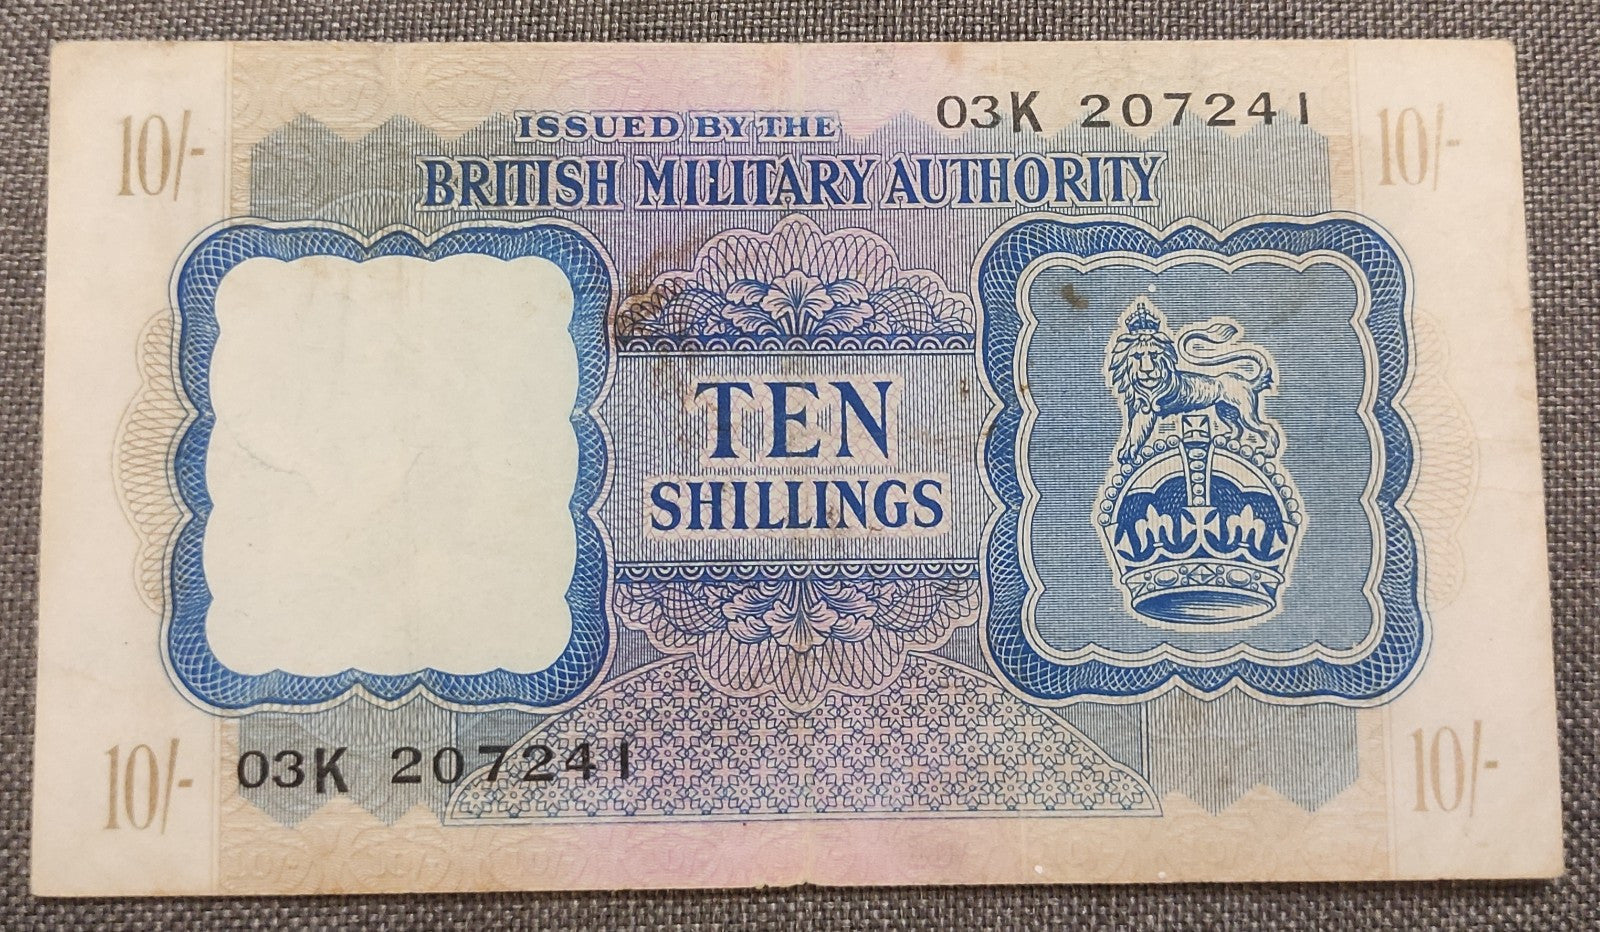 10/-
03K 207241
10/-
ISSUED BY THE
BRITISH MILITARY AUTHORITY
TEN
SHILLINGS
10/-
03K 207241
10/-